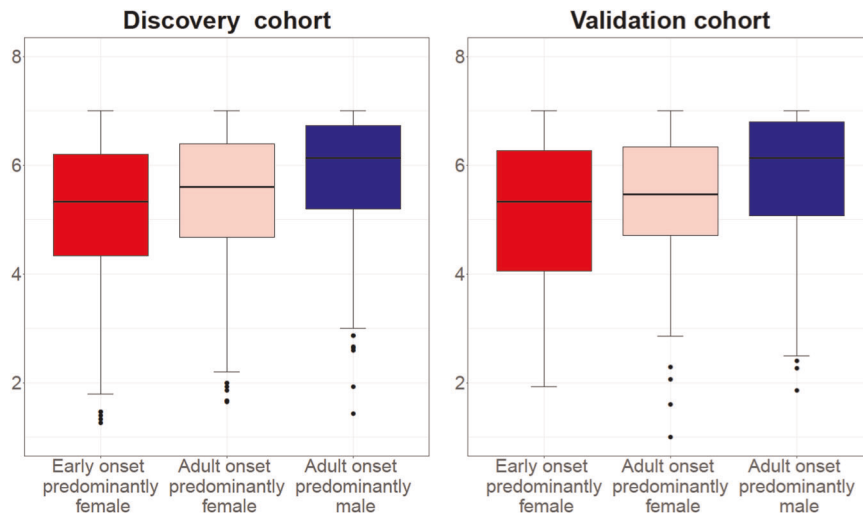 Discovery cohort
8
6
4
2
Early onset
predominantly
female
Adult onset
predominantly
female
Adult onset
predominantly
male
Validation cohort
8
6
4
2
Early onset
predominantly
female
Adult onset
predominantly
female
Adult onset
predominantly
male